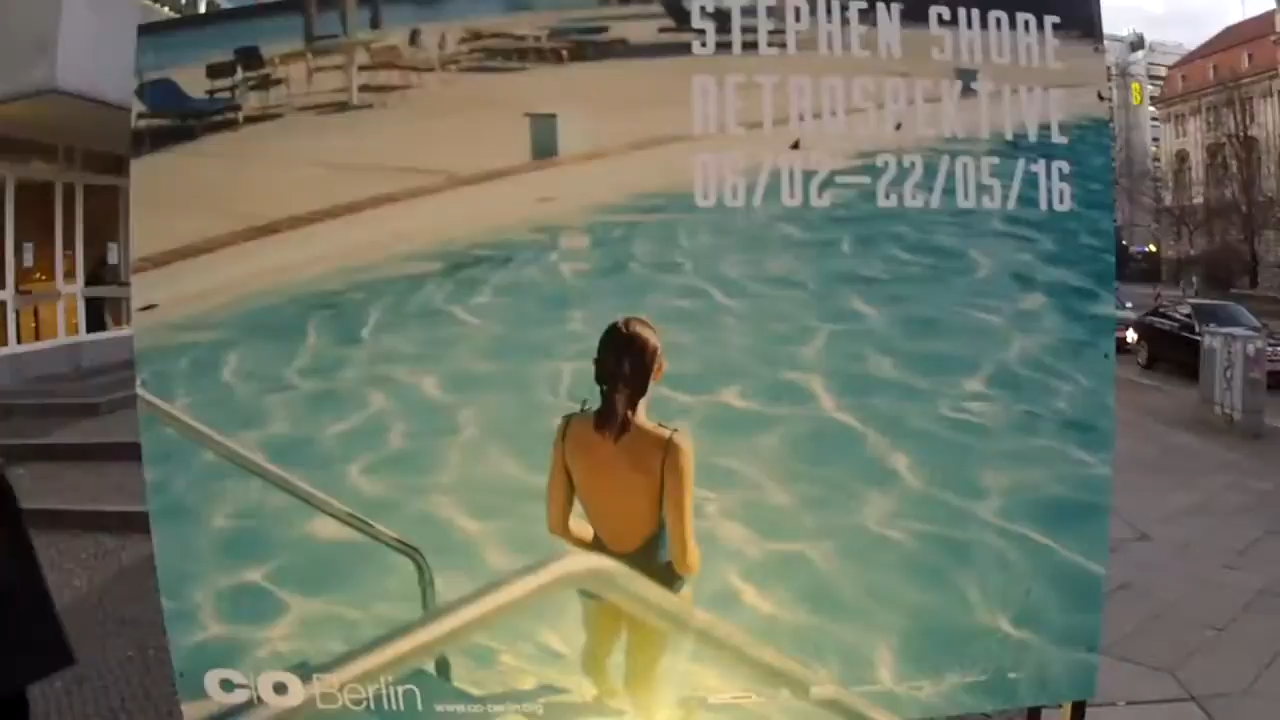 STEPHEN SHORE
RETROSPEKTIVE
06/02–22/05/16
C|O Berlin
www.co-berlin.org